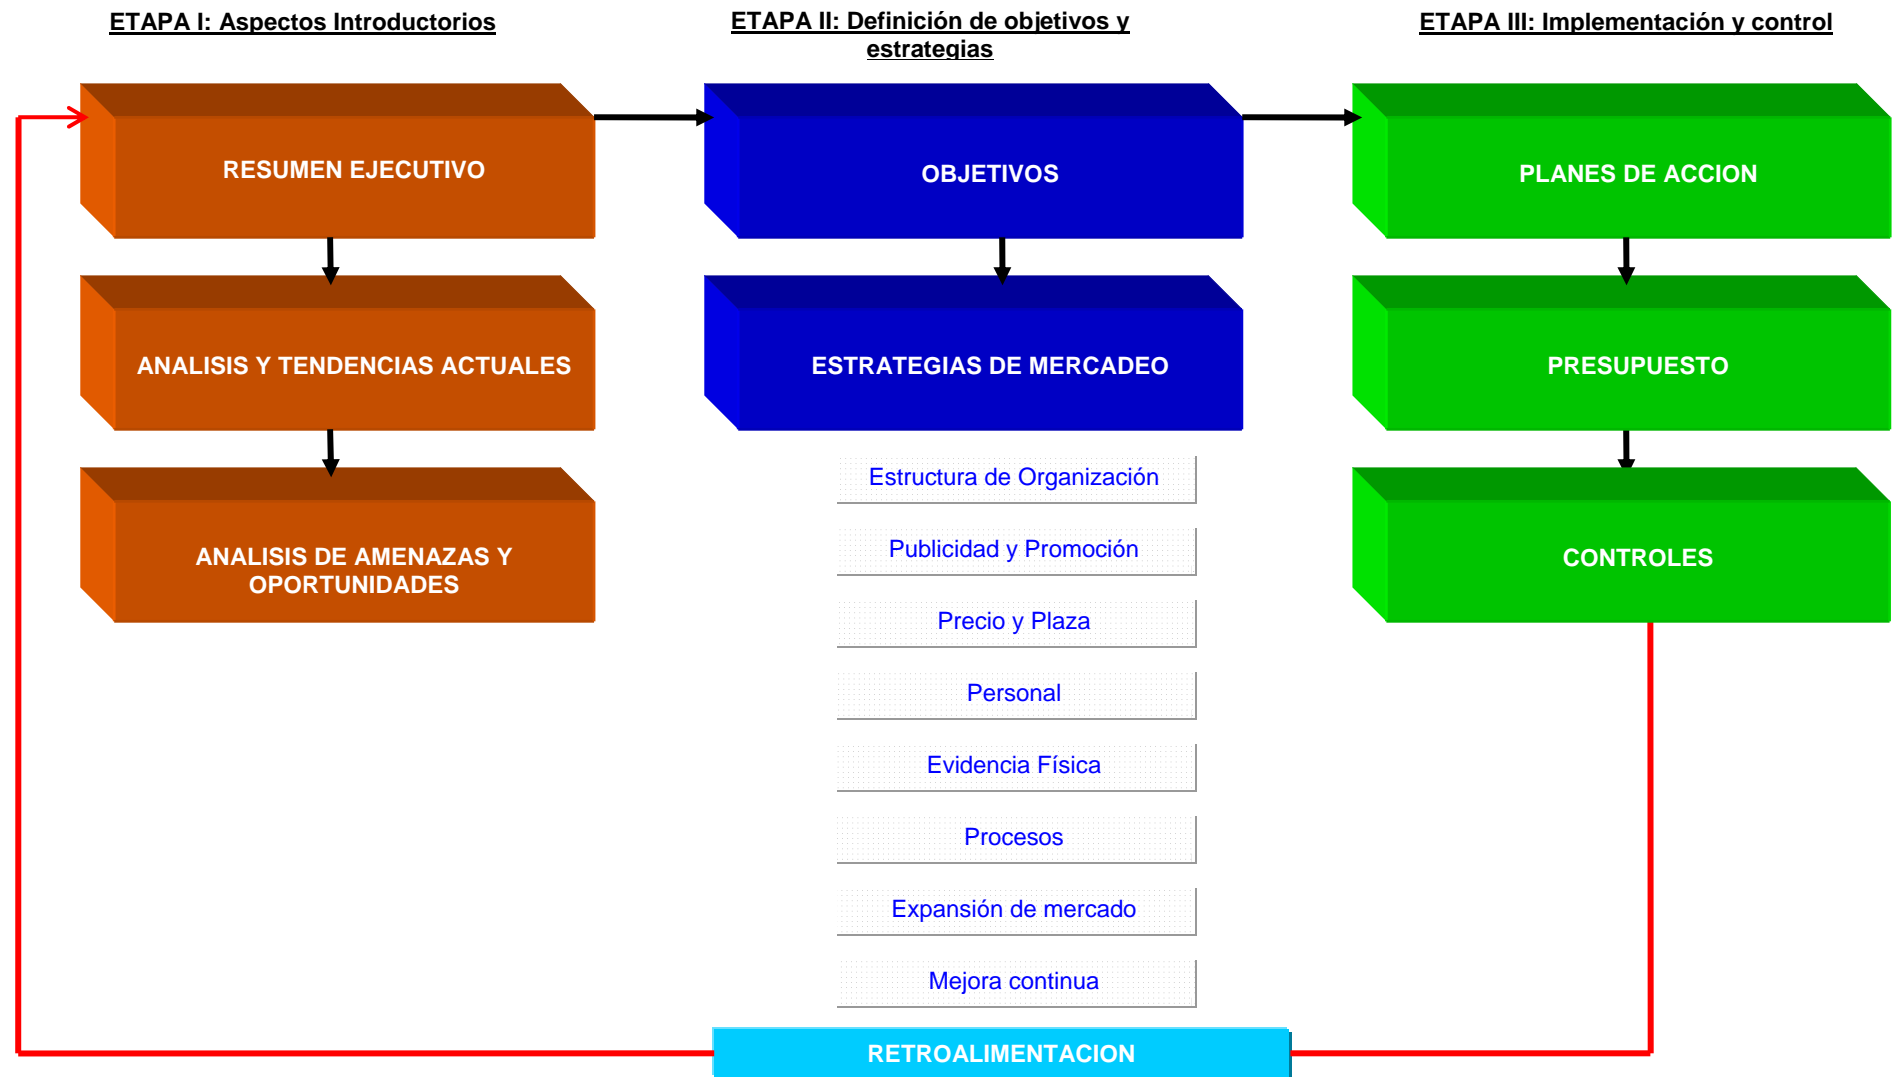 ETAPA I: Aspectos Introductorios
ETAPA II: Definición de objetivos y
estrategias
ETAPA III: Implementación y control
RESUMEN EJECUTIVO
OBJETIVOS
PLANES DE ACCION
ANALISIS Y TENDENCIAS ACTUALES
ESTRATEGIAS DE MERCADEO
PRESUPUESTO
ANALISIS DE AMENAZAS Y
OPORTUNIDADES
CONTROLES
Estructura de Organización
Publicidad y Promoción
Precio y Plaza
Personal
Evidencia Física
Procesos
Expansión de mercado
Mejora continua
RETROALIMENTACION